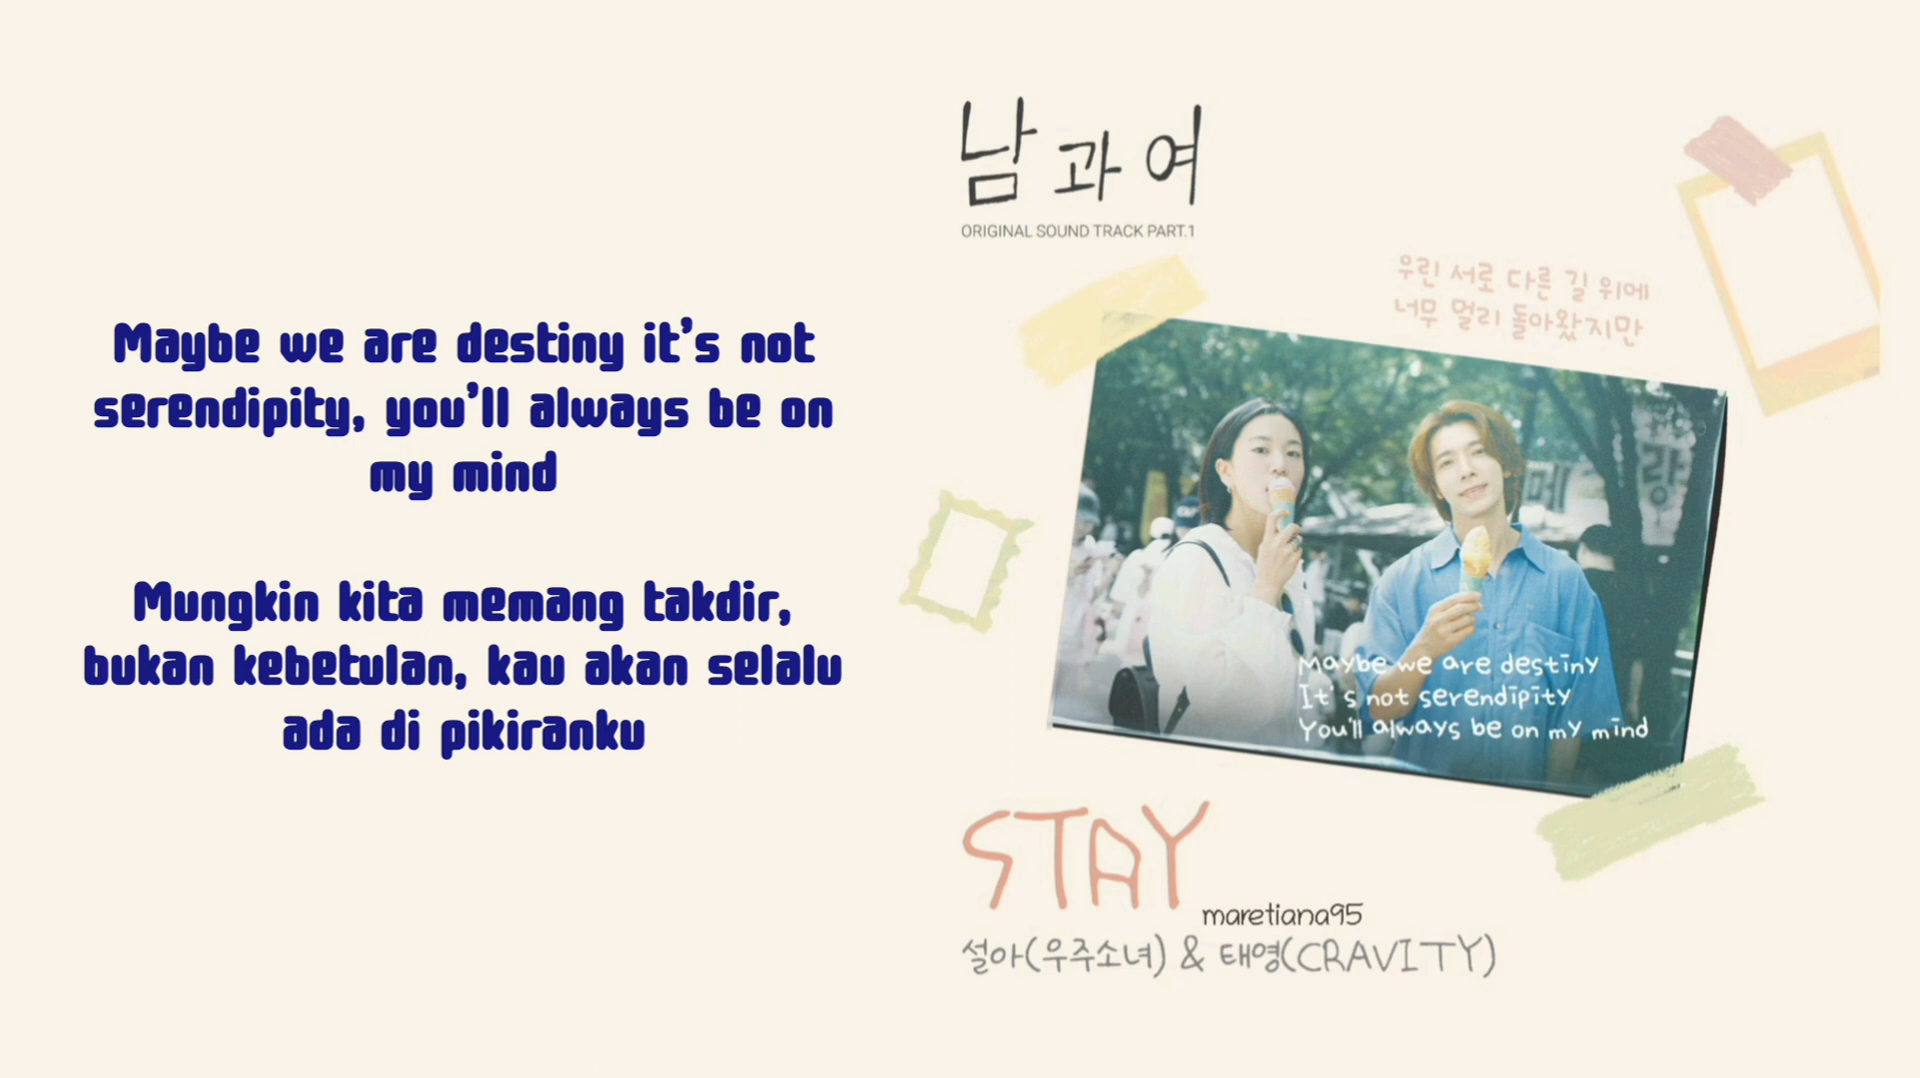 Maybe we are destiny it's not
serendipity, you'll always be on
my mind
Mungkin kita memang takdir,
bukan kebetulan, kau akan selalu
ada di pikiranku
남과여
ORIGINAL SOUND TRACK PART.1
우린 서로 다른 길 위에
너무 멀리 돌아왔지만
메 랑
Maybe we are destiny
It's not serendipity
You'll always be on my mind
STAY
maretiana95
설아(우주소녀) & 태영(CRAVITY)